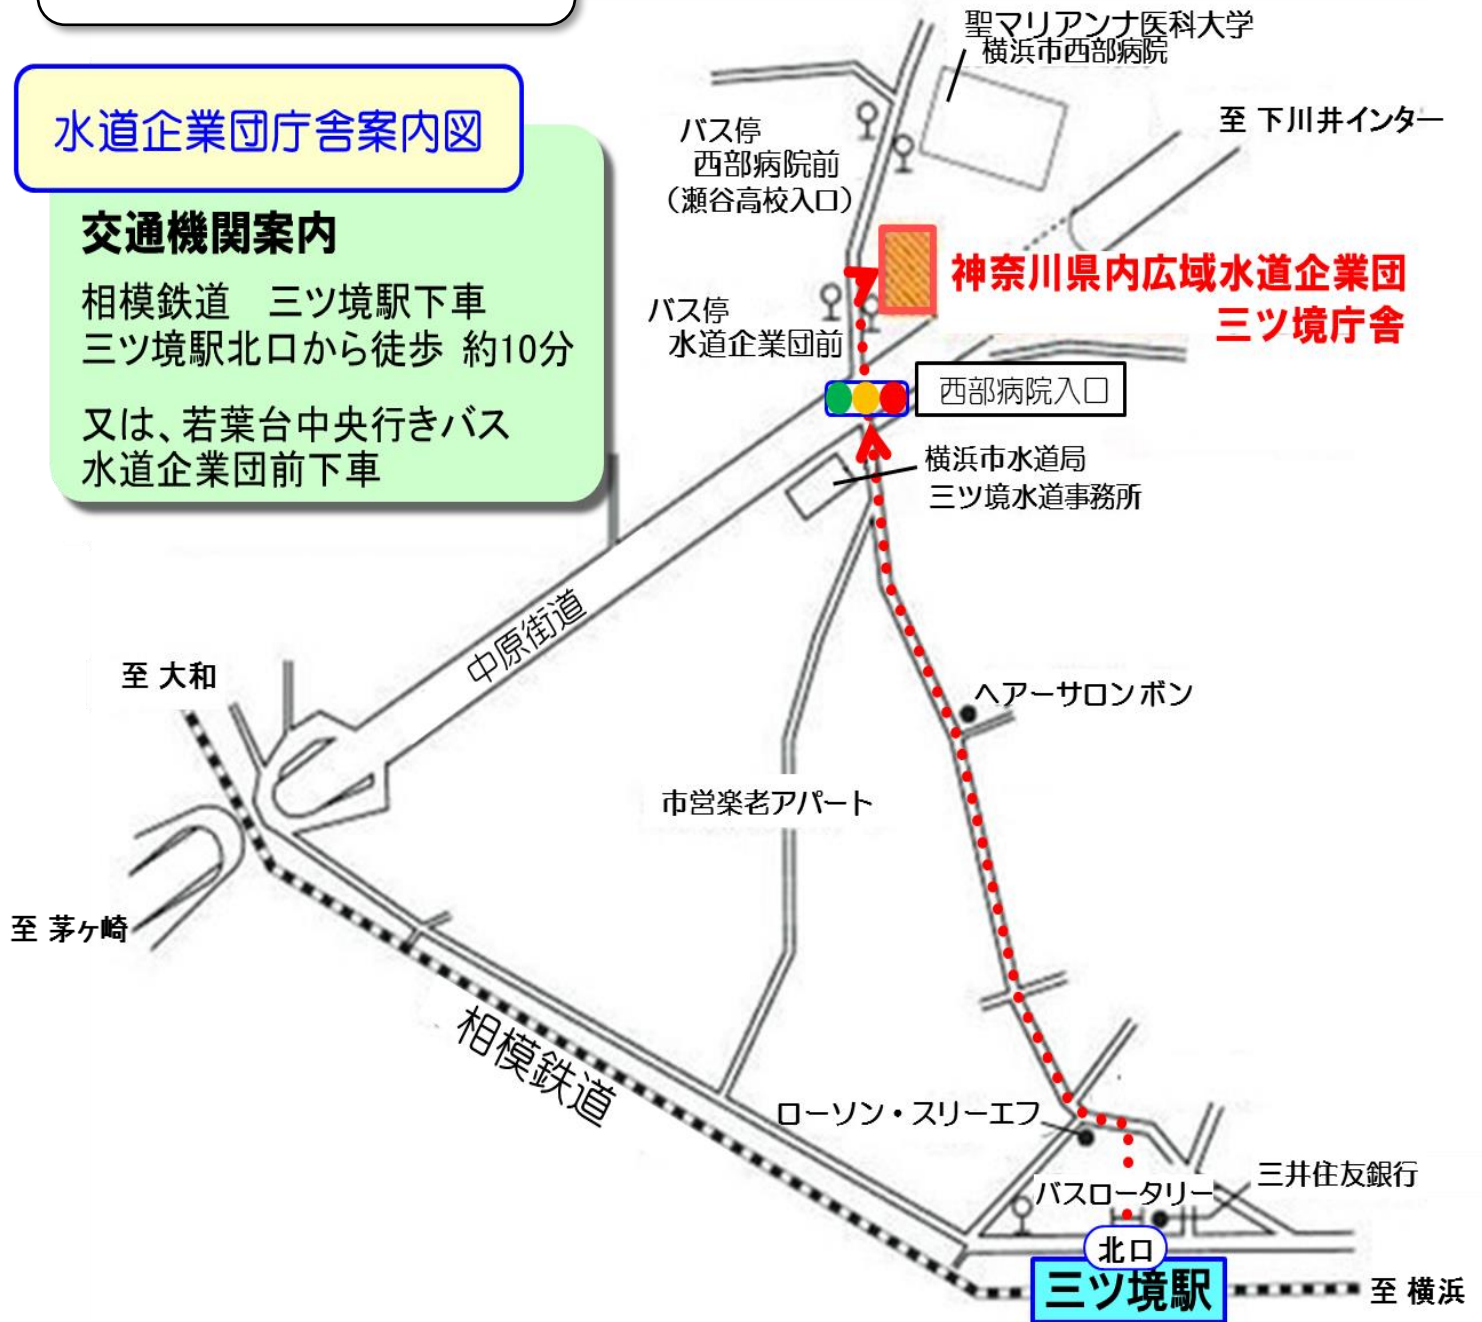 聖マリアンナ医科大学
横浜市西部病院
水道企業団庁舎案内図
至 下川井インター
バス停
西部病院前
（瀬谷高校入口）
交通機関案内
相模鉄道　三ツ境駅下車
三ツ境駅北口から徒歩 約10分
又は、若葉台中央行きバス
水道企業団前下車
神奈川県内広域水道企業団
三ツ境庁舎
バス停
水道企業団前
西部病院入口
横浜市水道局
三ツ境水道事務所
中原街道
至 大和
ヘアーサロン ボン
市営楽老アパート
至 茅ヶ崎
相模鉄道
ローソン・スリーエフ
バスロータリー
三井住友銀行
北口
三ツ境駅
至 横浜